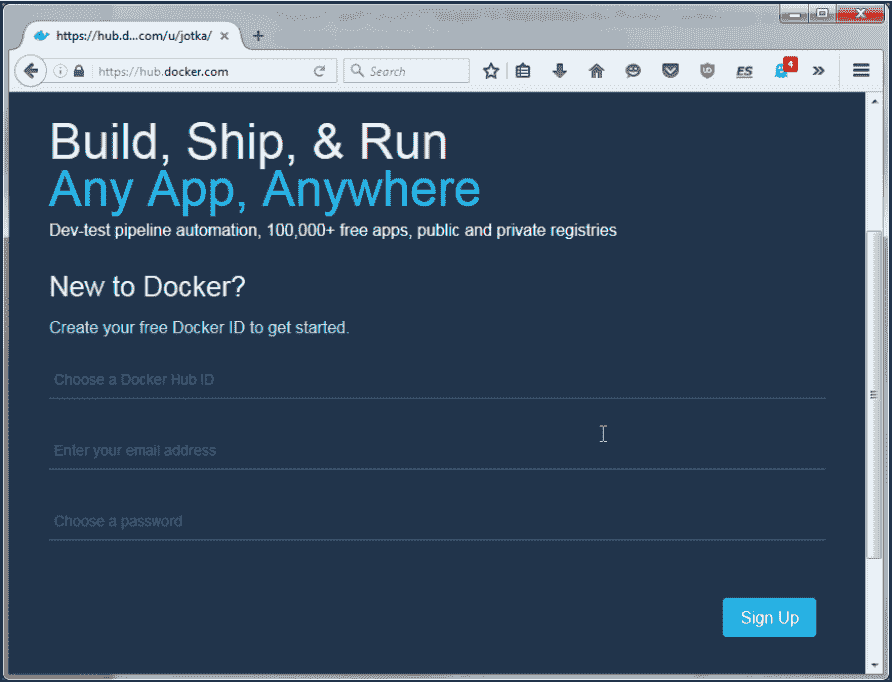 https://hub.d...com/u/jotka/
https://hub.docker.com
Search
ES
4
Build, Ship, & Run
Any App, Anywhere
Dev-test pipeline automation, 100,000+ free apps, public and private registries
New to Docker?
Create your free Docker ID to get started.
Choose a Docker Hub ID
Enter your email address
Choose a password
Sign Up